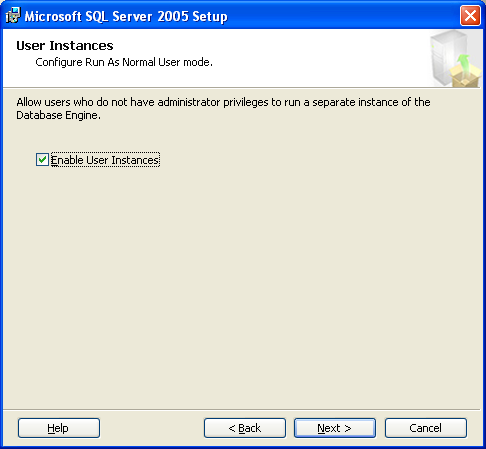 Microsoft SQL Server 2005 Setup
User Instances
Configure Run As Normal User mode.
Allow users who do not have administrator privileges to run a separate instance of the
Database Engine.
Enable User Instances
Help
< Back
Next >
Cancel